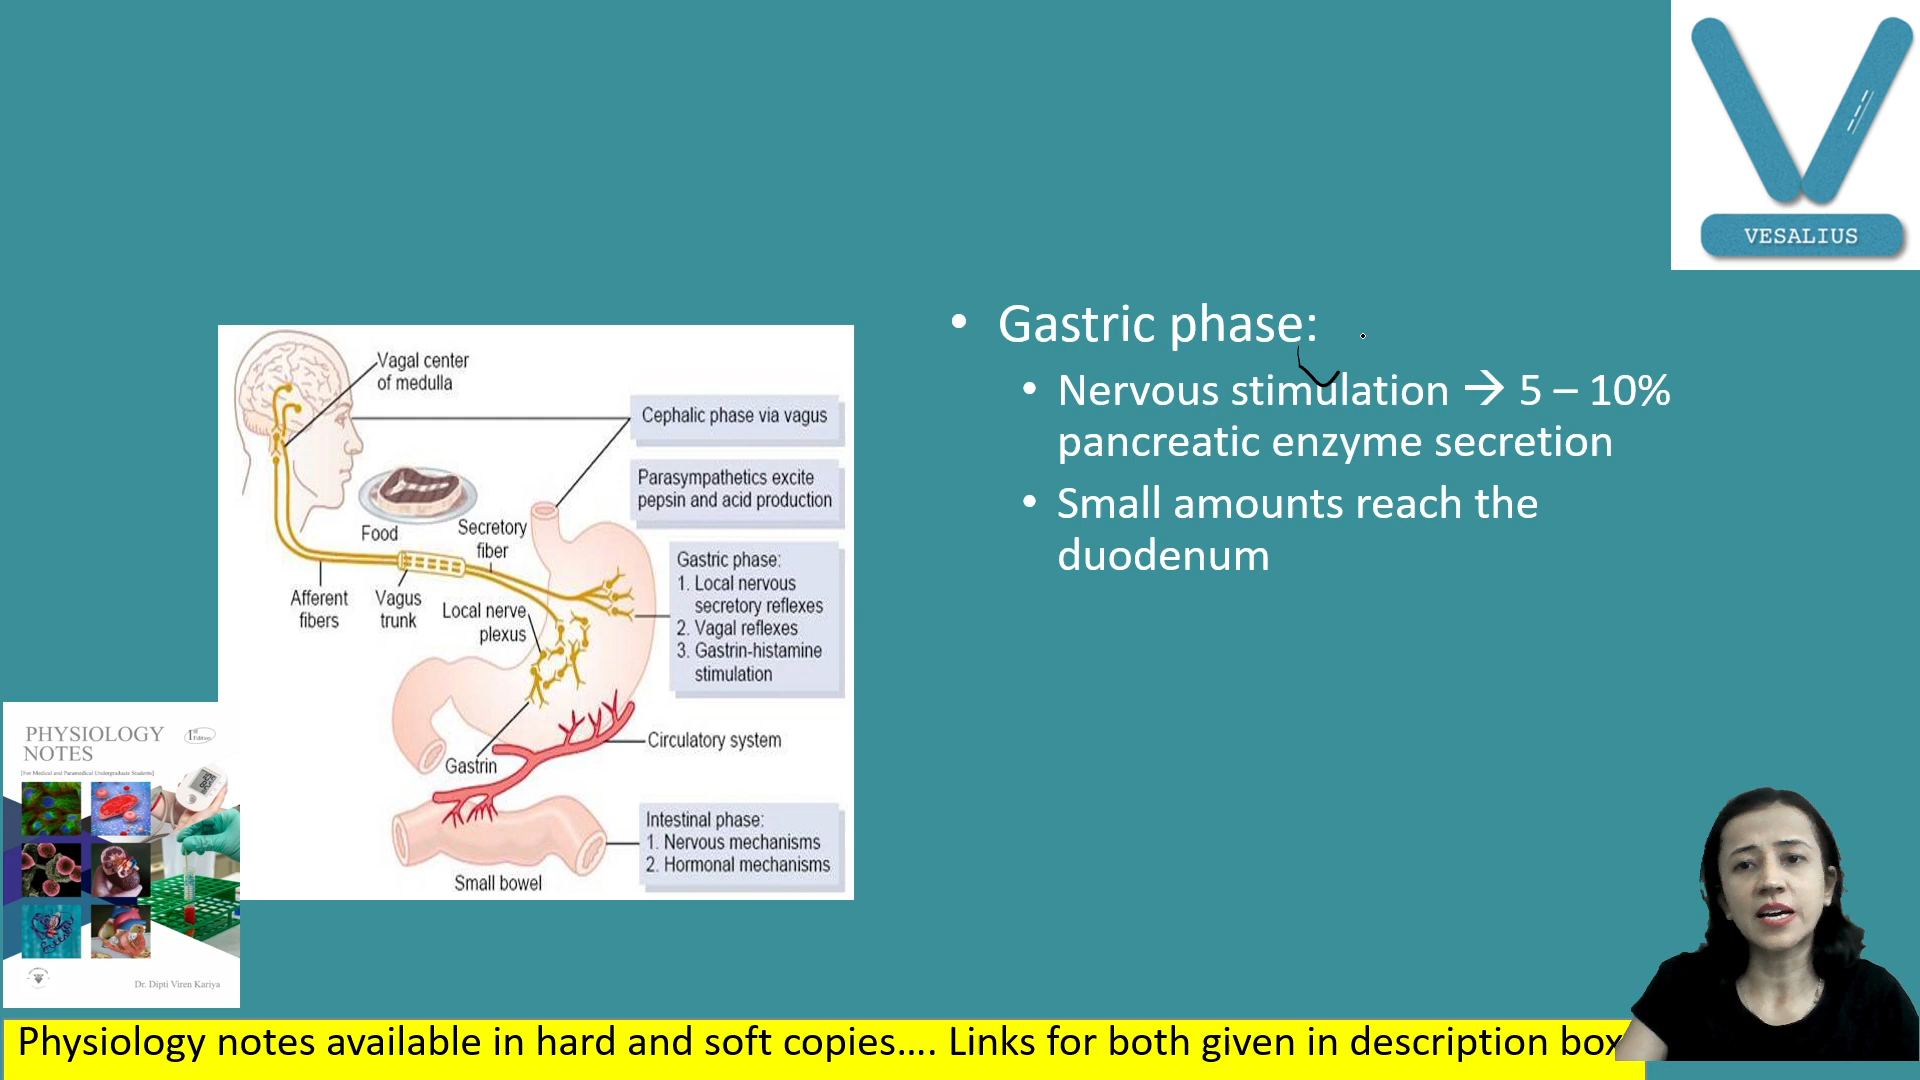 VESALIUS
• Gastric phase:
• Nervous stimulation → 5 – 10%
pancreatic enzyme secretion
• Small amounts reach the
duodenum
Vagal center
of medulla
Cephalic phase via vagus
Parasympathetics excite
pepsin and acid production
Food
Secretory
fiber
Gastric phase:
1. Local nervous
secretory reflexes
2. Vagal reflexes
3. Gastrin-histamine
stimulation
Afferent
fibers
Vagus
trunk
Local nerve
plexus
Gastrin
Circulatory system
Intestinal phase:
1. Nervous mechanisms
2. Hormonal mechanisms
Small bowel
PHYSIOLOGY
NOTES
1st
Edition
[For Medical and Paramedical Undergraduate Students]
Dr. Dipti Viren Kariya
Physiology notes available in hard and soft copies.... Links for both given in description box